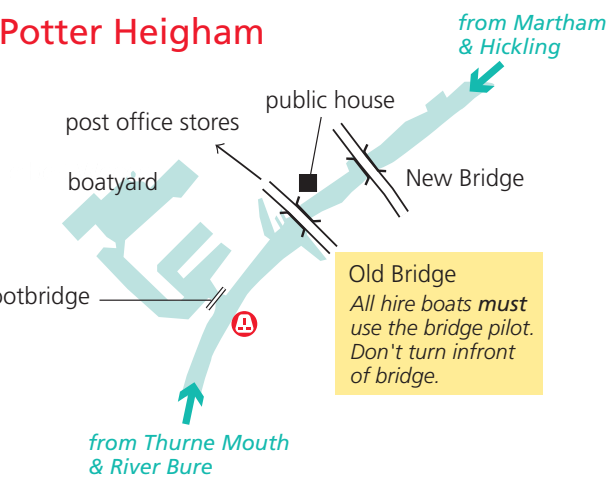 Potter Heigham
from Martham
& Hickling
public house
post office stores
boatyard
New Bridge
Old Bridge
All hire boats must
use the bridge pilot.
Don't turn infront
of bridge.
ootbridge
from Thurne Mouth
& River Bure